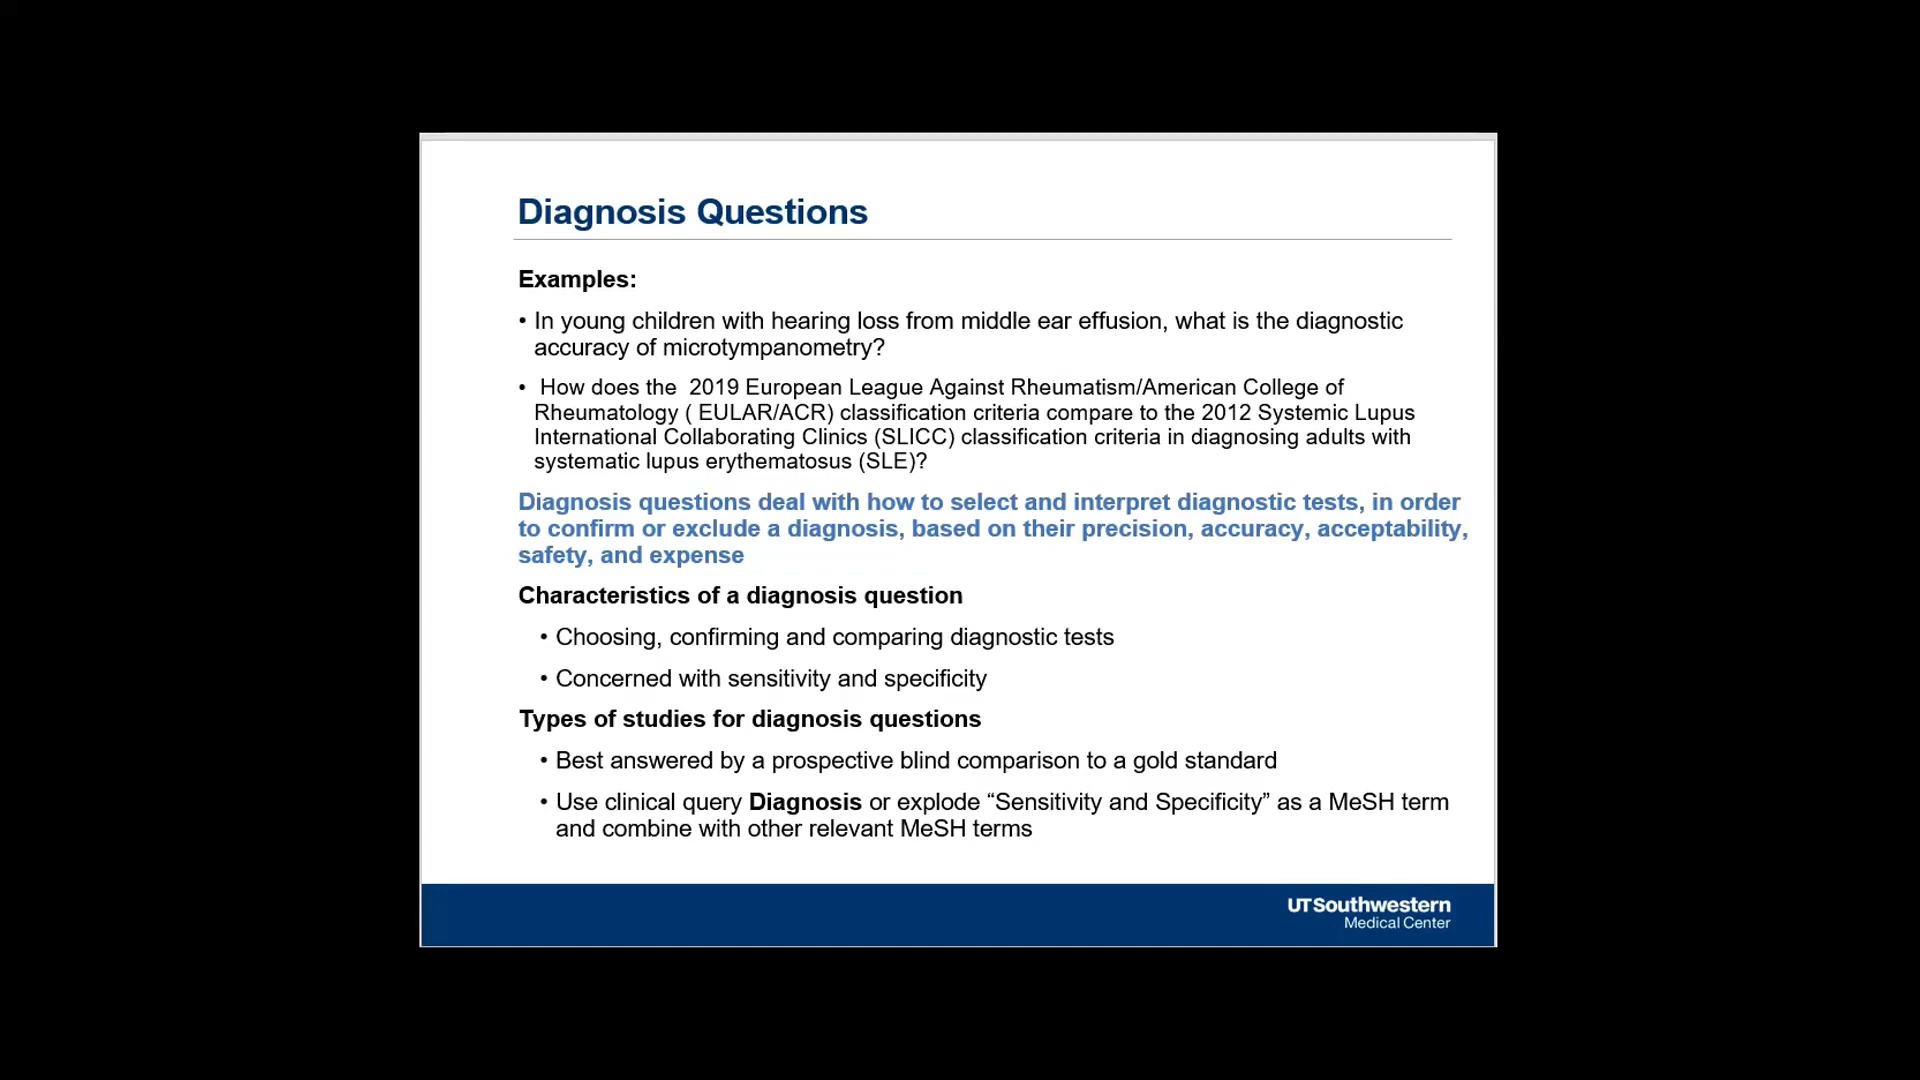 Diagnosis Questions
Examples:
• In young children with hearing loss from middle ear effusion, what is the diagnostic
accuracy of microtympanometry?
• How does the 2019 European League Against Rheumatism/American College of
Rheumatology ( EULAR/ACR) classification criteria compare to the 2012 Systemic Lupus
International Collaborating Clinics (SLICC) classification criteria in diagnosing adults with
systematic lupus erythematosus (SLE)?
Diagnosis questions deal with how to select and interpret diagnostic tests, in order
to confirm or exclude a diagnosis, based on their precision, accuracy, acceptability,
safety, and expense
Characteristics of a diagnosis question
• Choosing, confirming and comparing diagnostic tests
• Concerned with sensitivity and specificity
Types of studies for diagnosis questions
• Best answered by a prospective blind comparison to a gold standard
• Use clinical query Diagnosis or explode “Sensitivity and Specificity” as a MeSH term
and combine with other relevant MeSH terms
UTSouthwestern
Medical Center